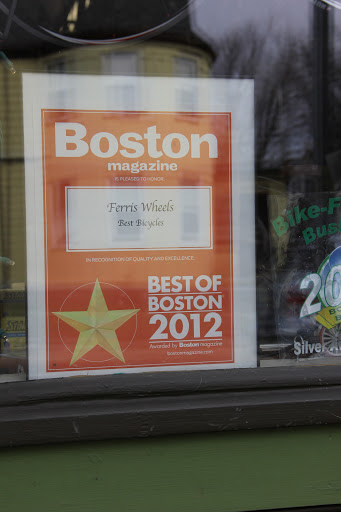 Boston
magazine
IS PLEASED TO HONOR
Ferris Wheels
Best Bicycles
IN RECOGNITION OF QUALITY AND EXCELLENCE.
BEST OF
BOSTON
2012
Awarded by Boston magazine
bostonmagazine.com
Bike-F
Bus
20
Silver